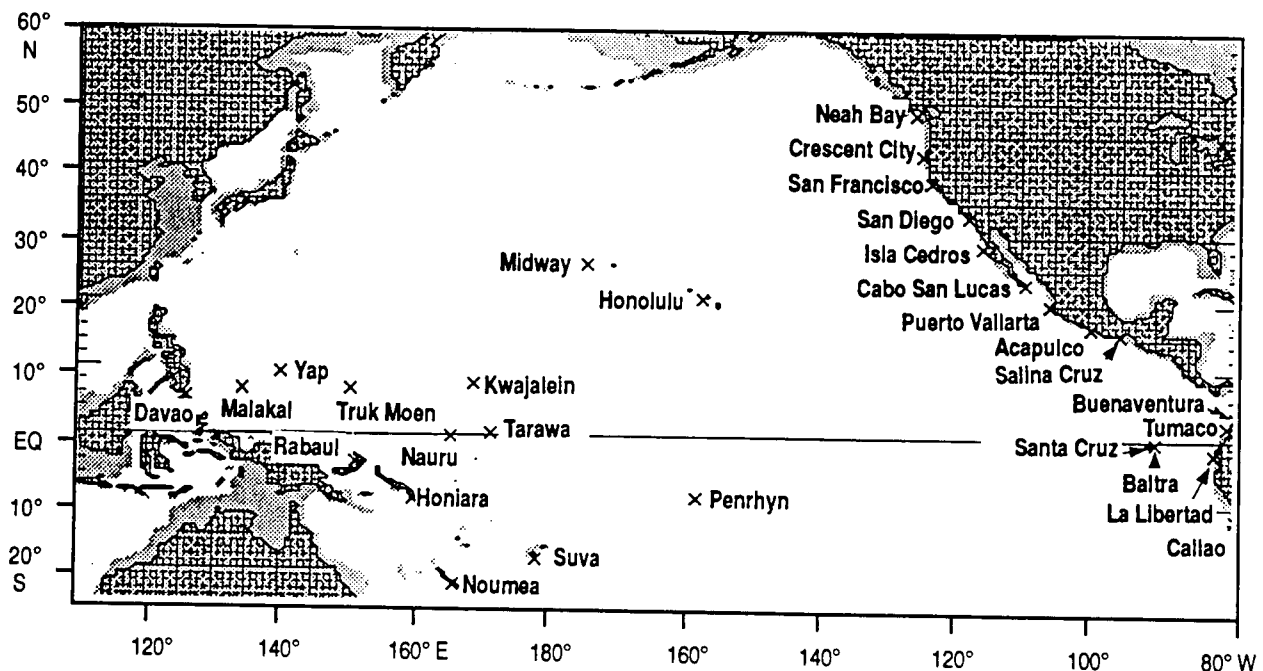 60°
N
50°
40°
30°
20°
10°
EQ
10°
20°
S
Neah Bay
Crescent City
San Francisco
San Diego
Isla Cedros
Cabo San Lucas
Puerto Vallarta
Acapulco
Salina Cruz
Midway
Honolulu
Yap
Kwajalein
Davao
Malakal
Truk Moen
Buenaventura
Tumaco
Tarawa
Rabaul
Nauru
Santa Cruz
Baltra
Honiara
Penrhyn
La Libertad
Callao
Suva
Noumea
120° 140° 160° E 180° 160° 140° 120° 100° 80° W